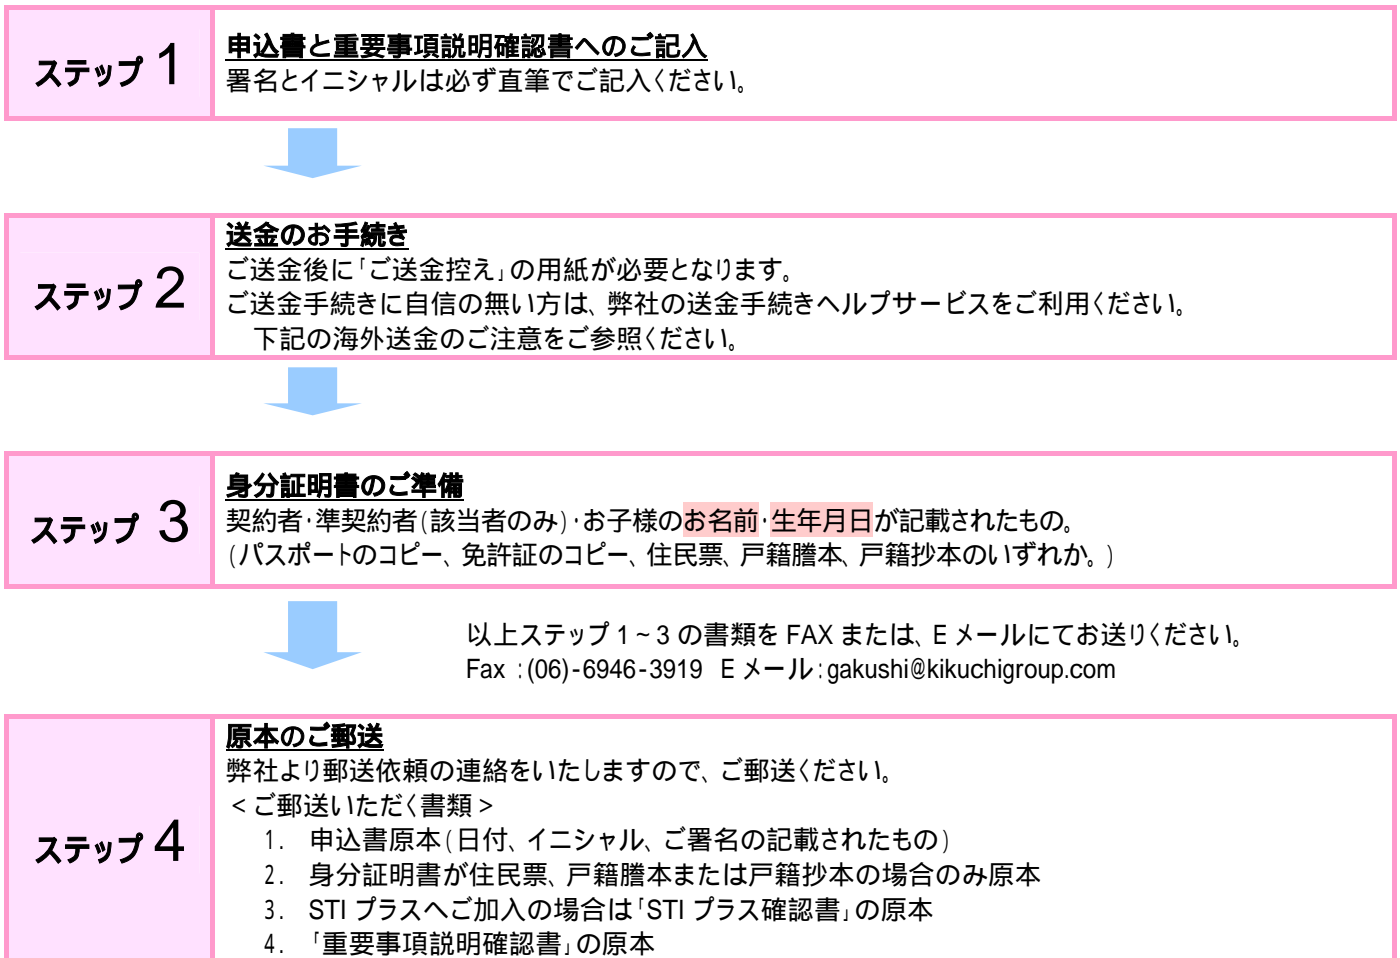 ステップ 1
申込書と重要事項説明確認書へのご記入
署名とイニシャルは必ず直筆でご記入ください。
ステップ 2
送金のお手続き
ご送金後に「ご送金控え」の用紙が必要となります。
ご送金手続きに自信の無い方は、弊社の送金手続きヘルプサービスをご利用ください。
下記の海外送金のご注意をご参照ください。
ステップ 3
身分証明書のご準備
契約者・準契約者(該当者のみ)・お子様のお名前・生年月日が記載されたもの。
(パスポートのコピー、免許証のコピー、住民票、戸籍謄本、戸籍抄本のいずれか。)
以上ステップ 1~3 の書類を FAX または、E メールにてお送りください。
Fax :(06)-6946-3919 E メール:gakushi@kikuchigroup.com
ステップ 4
原本のご郵送
弊社より郵送依頼の連絡をいたしますので、ご郵送ください。
<ご郵送いただく書類>
1. 申込書原本(日付、イニシャル、ご署名の記載されたもの)
2. 身分証明書が住民票、戸籍謄本または戸籍抄本の場合のみ原本
3. STI プラスへご加入の場合は「STI プラス確認書」の原本
4. 「重要事項説明確認書」の原本